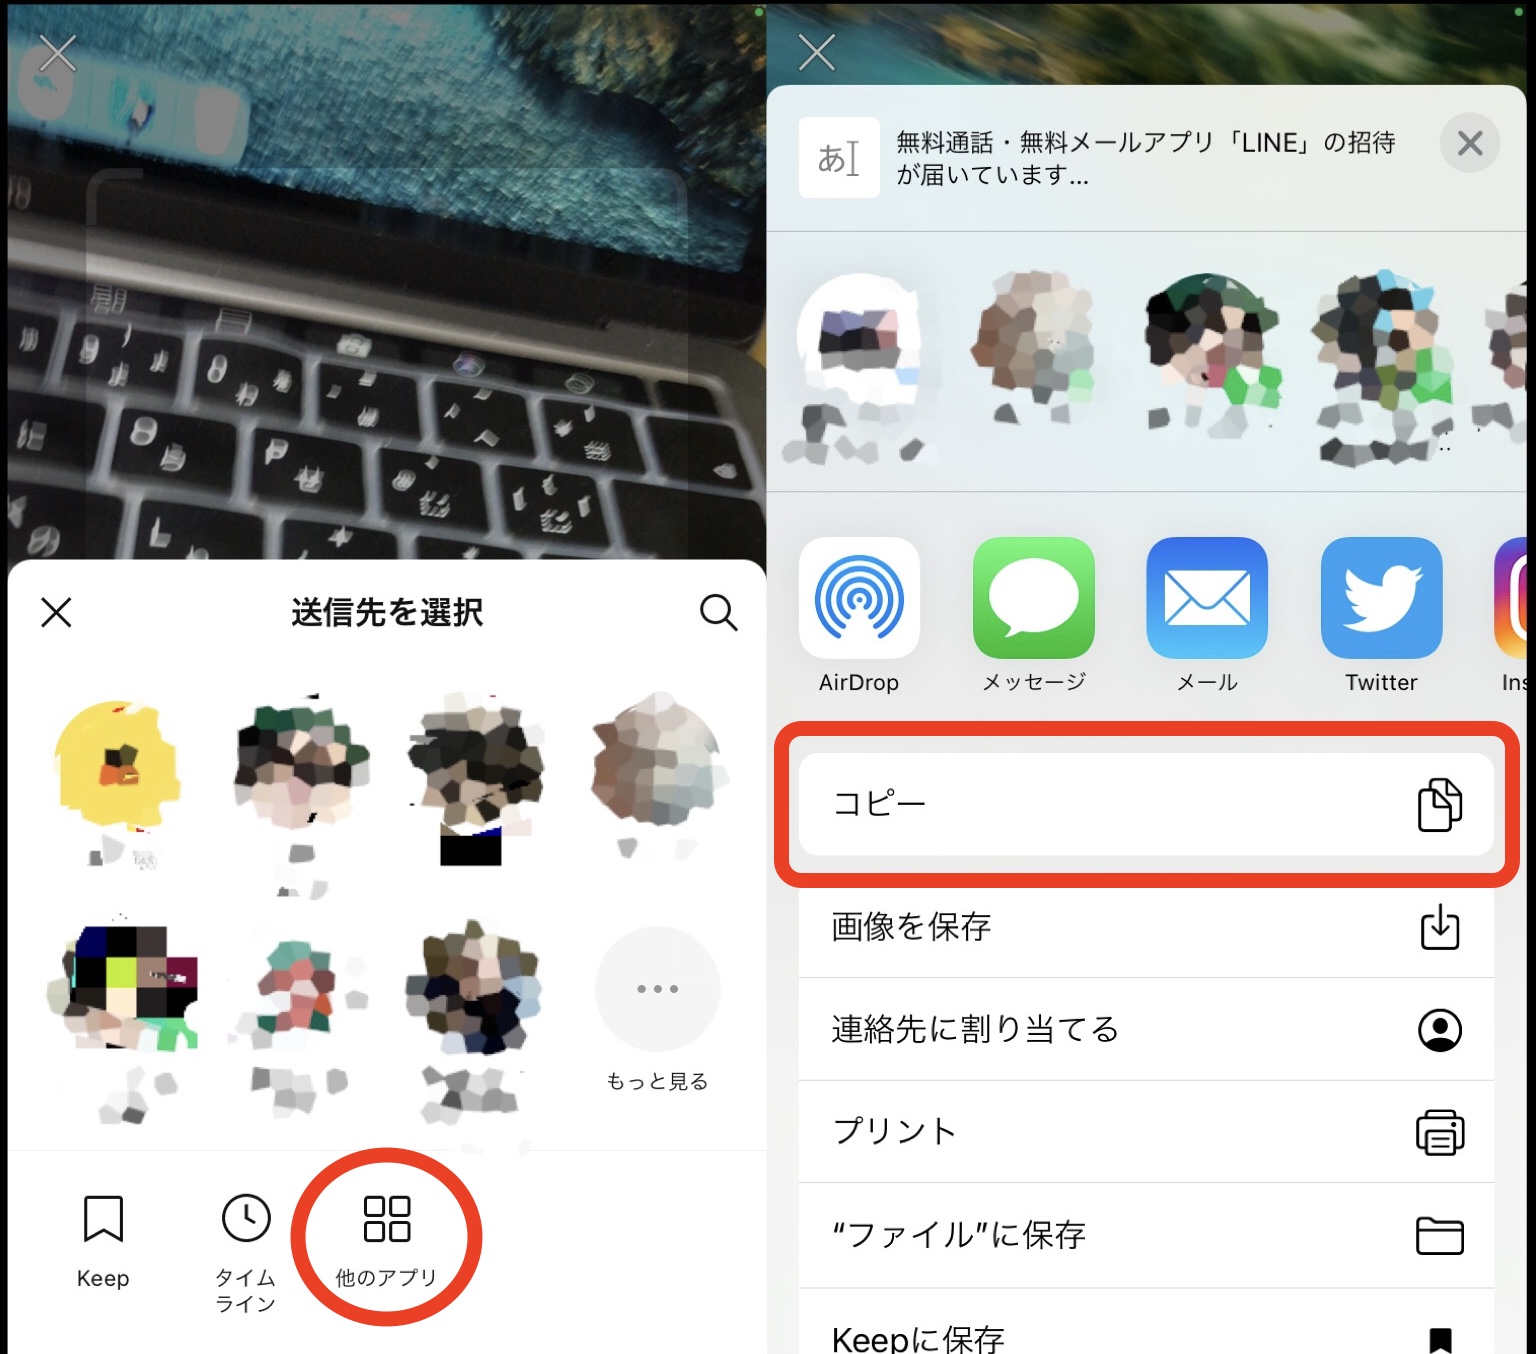 送信先を選択
もっと見る
Keep
タイム
ライン
他のアプリ
あ
無料通話・無料メールアプリ「LINE」の招待
が届いています...
AirDrop
メッセージ
メール
Twitter
Ins
コピー
画像を保存
連絡先に割り当てる
プリント
“ファイル”に保存
Keepに保存